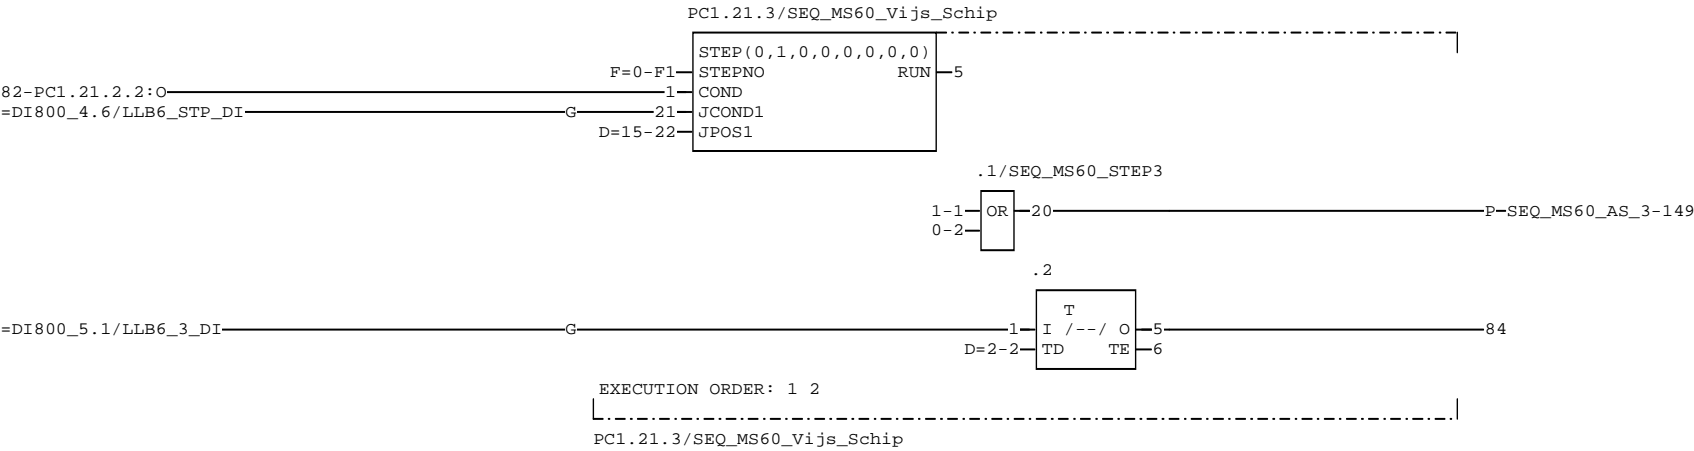 PC1.21.3/SEQ_MS60_Vijs_Schip
STEP(0,1,0,0,0,0,0,0)
F=0-F1 STEPNO RUN 5
82-PC1.21.2.2:O 1 COND
=DI800_4.6/LLB6_STP_DI G 21 JCOND1
D=15-22 JPOS1
.1/SEQ_MS60_STEP3
1-1 OR 20 P-SEQ_MS60_AS_3-149
0-2
.2
T
=DI800_5.1/LLB6_3_DI G 1 I /--/ O 5 84
D=2-2 TD TE 6
EXECUTION ORDER: 1 2
PC1.21.3/SEQ_MS60_Vijs_Schip